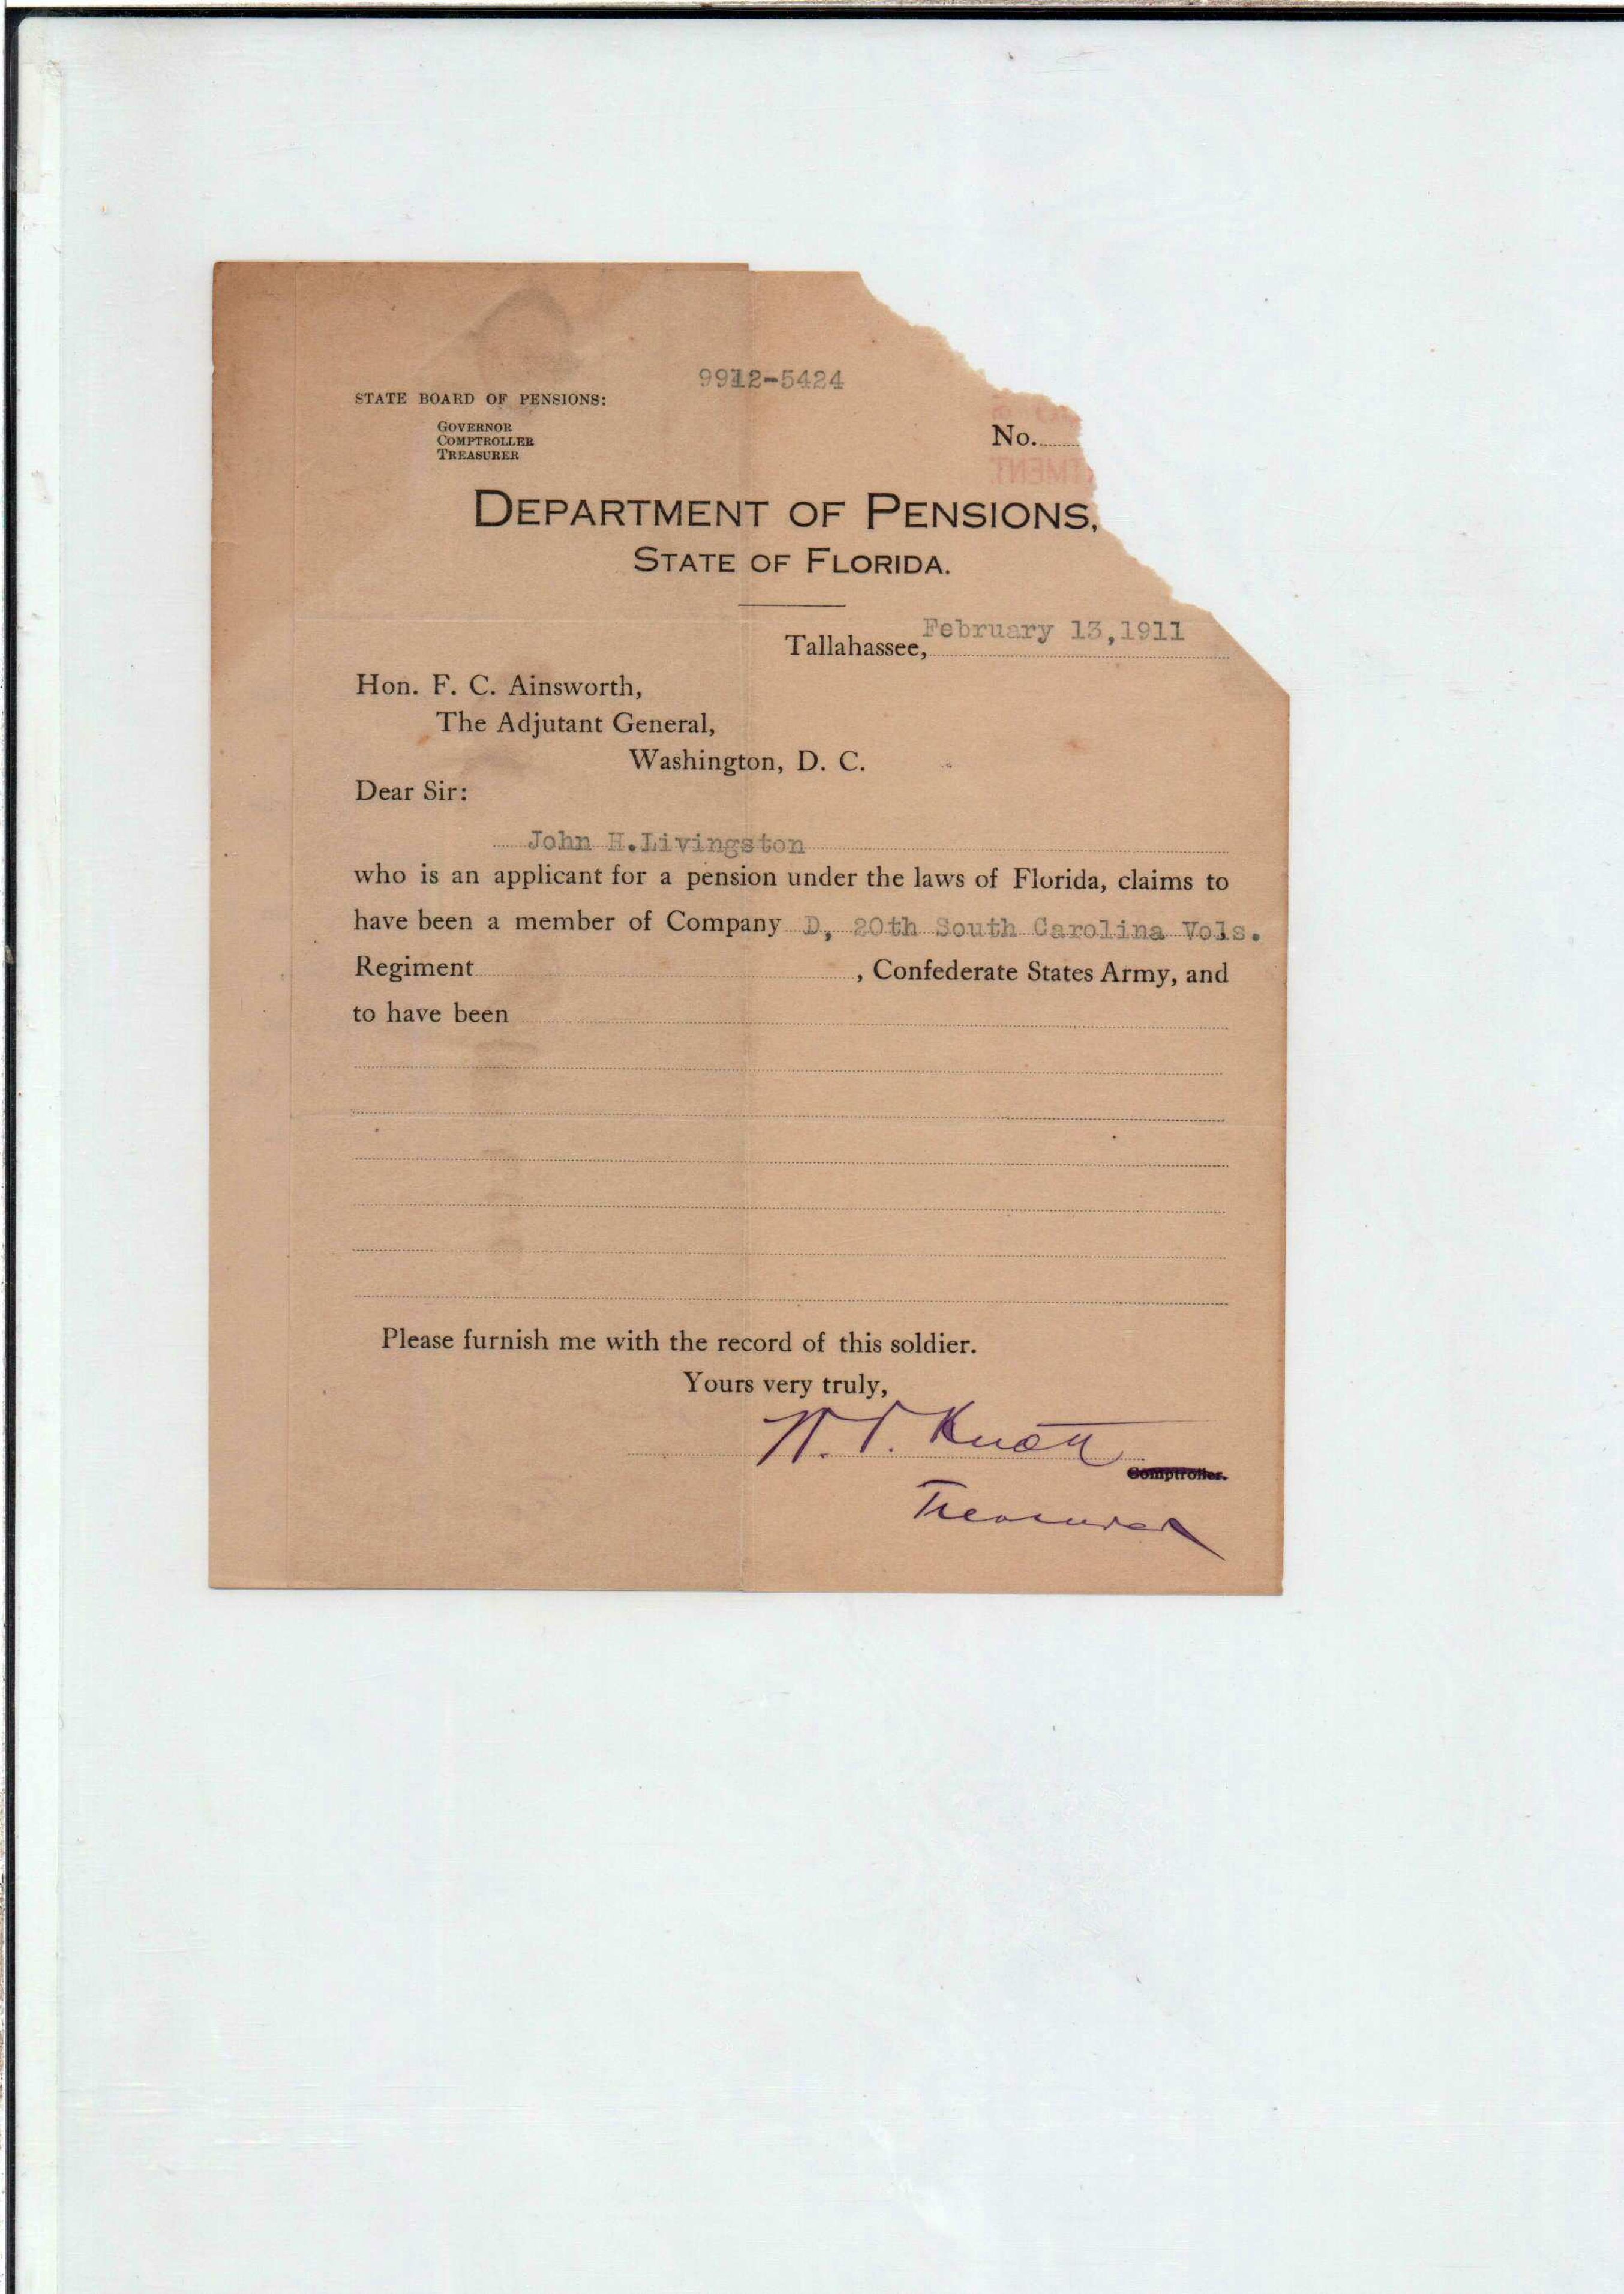 9912-5424
STATE BOARD OF PENSIONS:
GOVERNOR
COMPTROLLER
TREASURER
No.
DEPARTMENT OF PENSIONS,
STATE OF FLORIDA.
Tallahassee, February 13,1911
Hon. F. C. Ainsworth,
The Adjutant General,
Washington, D. C.
Dear Sir:
John H.Livingston
who is an applicant for a pension under the laws of Florida, claims to
have been a member of Company D, 20th South Carolina Vols.
Regiment , Confederate States Army, and
to have been
Please furnish me with the record of this soldier.
Yours very truly,
Knott
Comptroller.
Treasurer